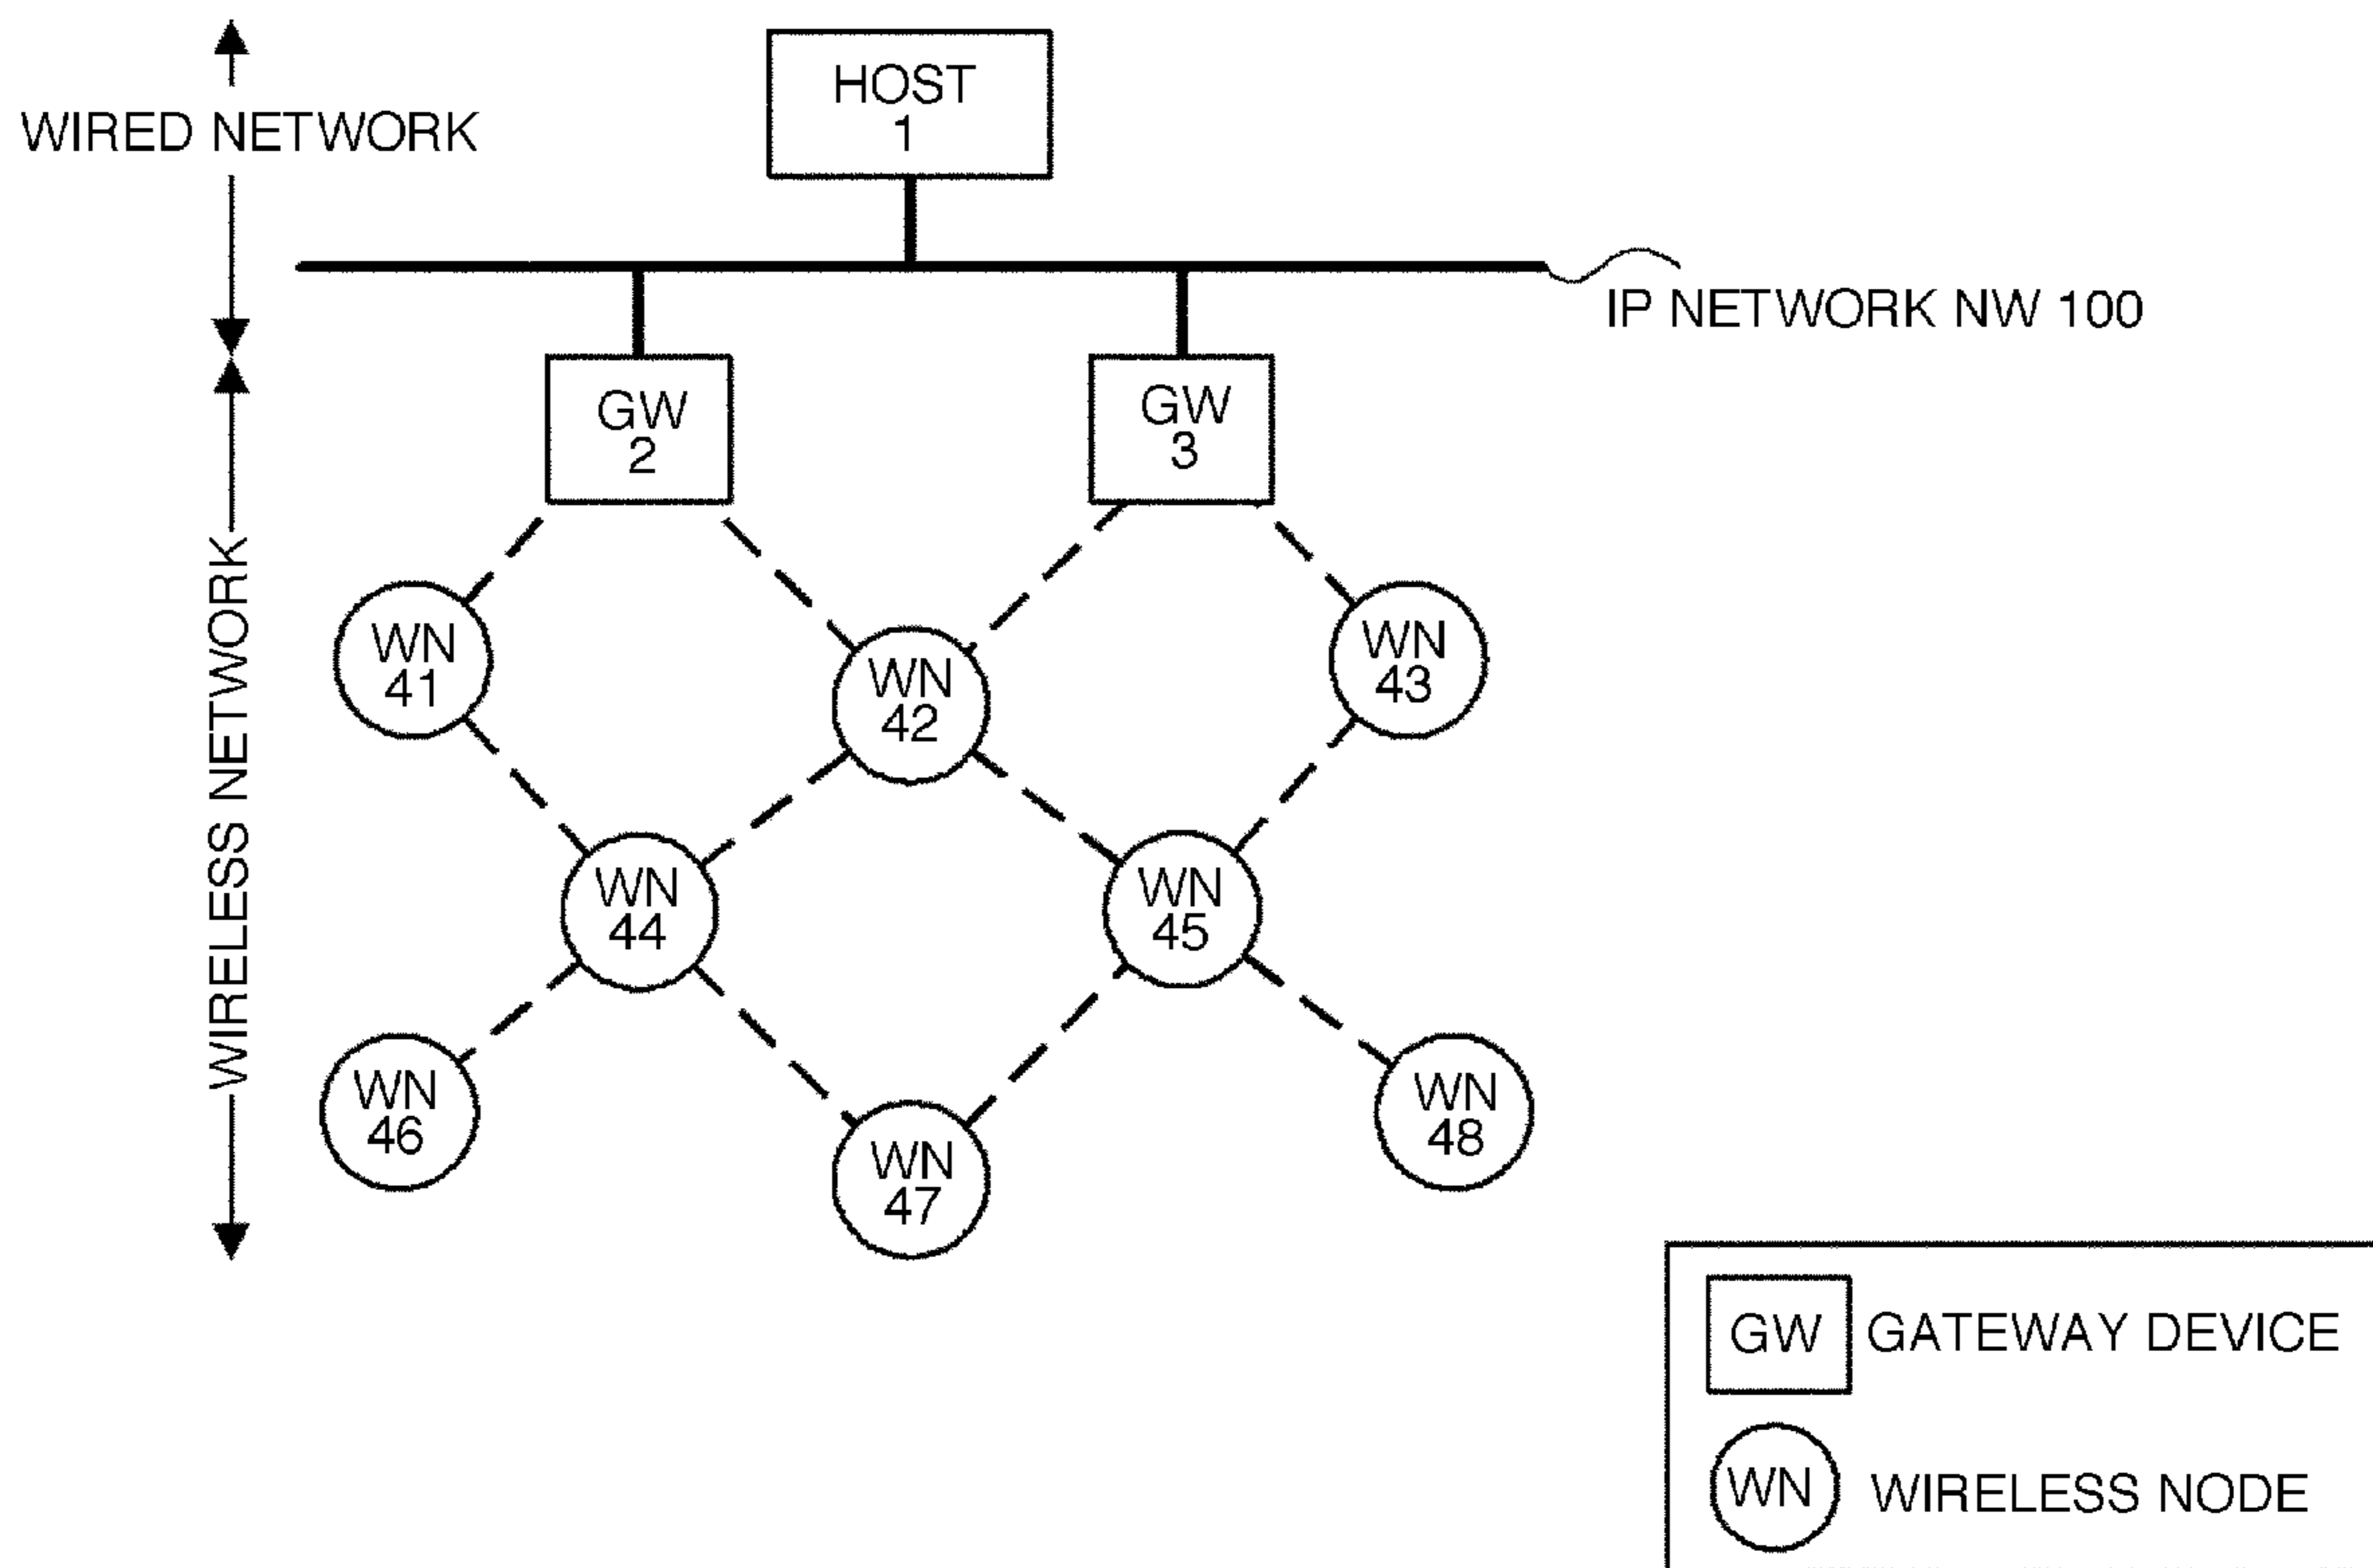 HOST
1
WIRED NETWORK
IP NETWORK NW 100
GW
2
GW
3
WIRELESS NETWORK
WN
41
WN
42
WN
43
WN
44
WN
45
WN
46
WN
47
WN
48
GW GATEWAY DEVICE
WN WIRELESS NODE